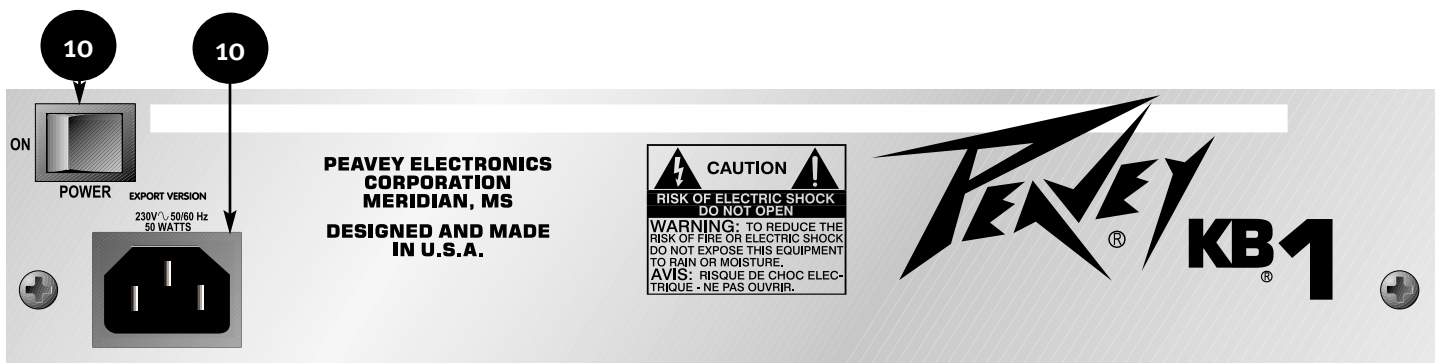 10
10
ON
POWER
EXPORT VERSION
230V∿50/60 Hz
50 WATTS
PEAVEY ELECTRONICS
CORPORATION
MERIDIAN, MS
DESIGNED AND MADE
IN U.S.A.
CAUTION
RISK OF ELECTRIC SHOCK
DO NOT OPEN
WARNING: TO REDUCE THE
RISK OF FIRE OR ELECTRIC SHOCK
DO NOT EXPOSE THIS EQUIPMENT
TO RAIN OR MOISTURE.
AVIS: RISQUE DE CHOC ELEC-
TRIQUE - NE PAS OUVRIR.
PEAVEY®
KB®1